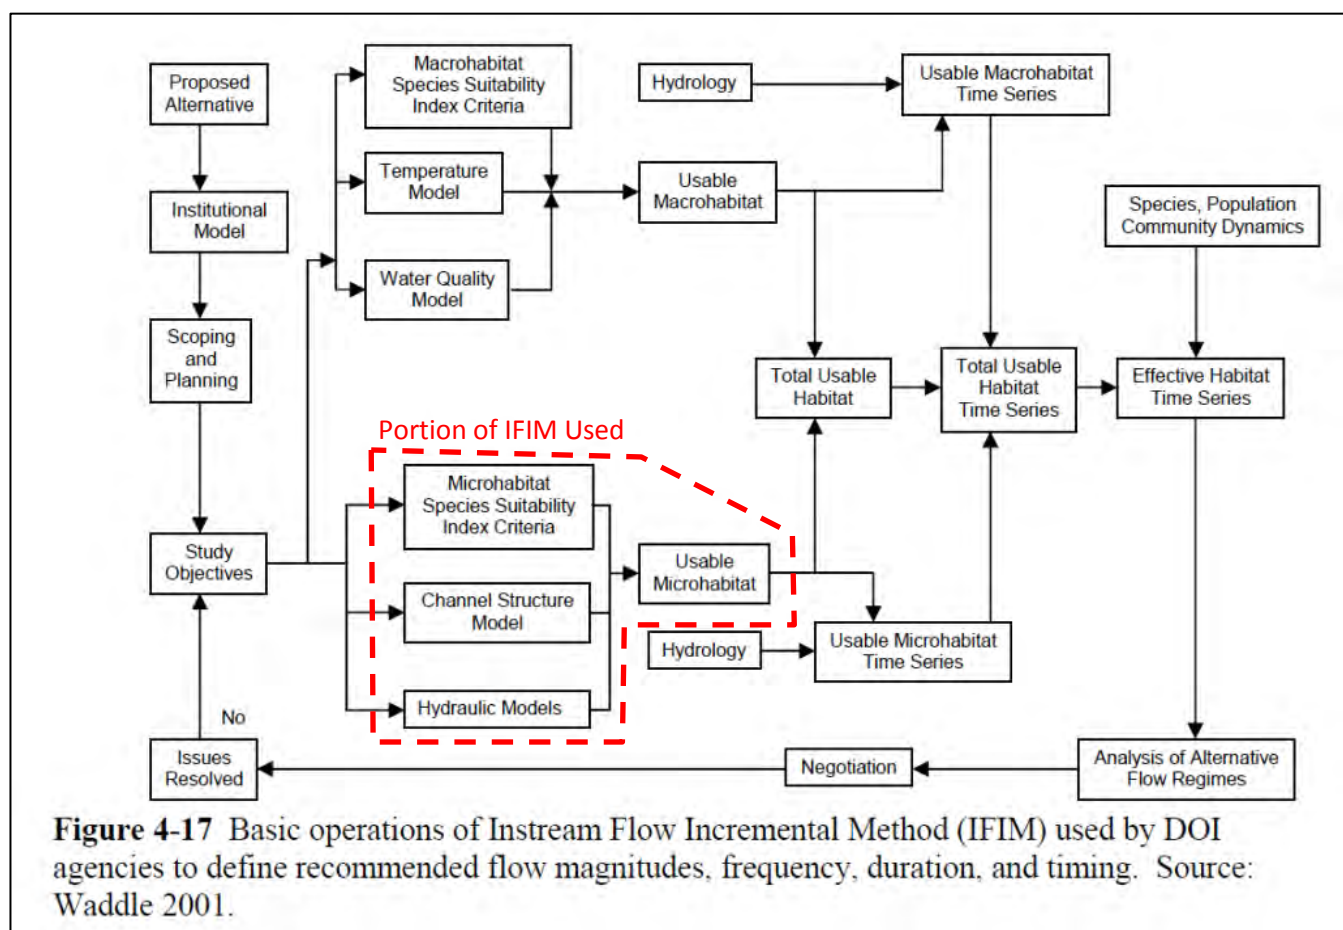 Proposed
Alternative
Institutional
Model
Scoping
and
Planning
Study
Objectives
Macrohabitat
Species Suitability
Index Criteria
Temperature
Model
Water Quality
Model
Hydrology
Usable
Macrohabitat
Usable Macrohabitat
Time Series
Species, Population
Community Dynamics
Total Usable
Habitat
Total Usable
Habitat
Time Series
Effective Habitat
Time Series
Portion of IFIM Used
Microhabitat
Species Suitability
Index Criteria
Channel Structure
Model
Hydraulic Models
Usable
Microhabitat
Hydrology
Usable Microhabitat
Time Series
No
Issues
Resolved
Negotiation
Analysis of Alternative
Flow Regimes
Figure 4-17 Basic operations of Instream Flow Incremental Method (IFIM) used by DOI
agencies to define recommended flow magnitudes, frequency, duration, and timing. Source:
Waddle 2001.